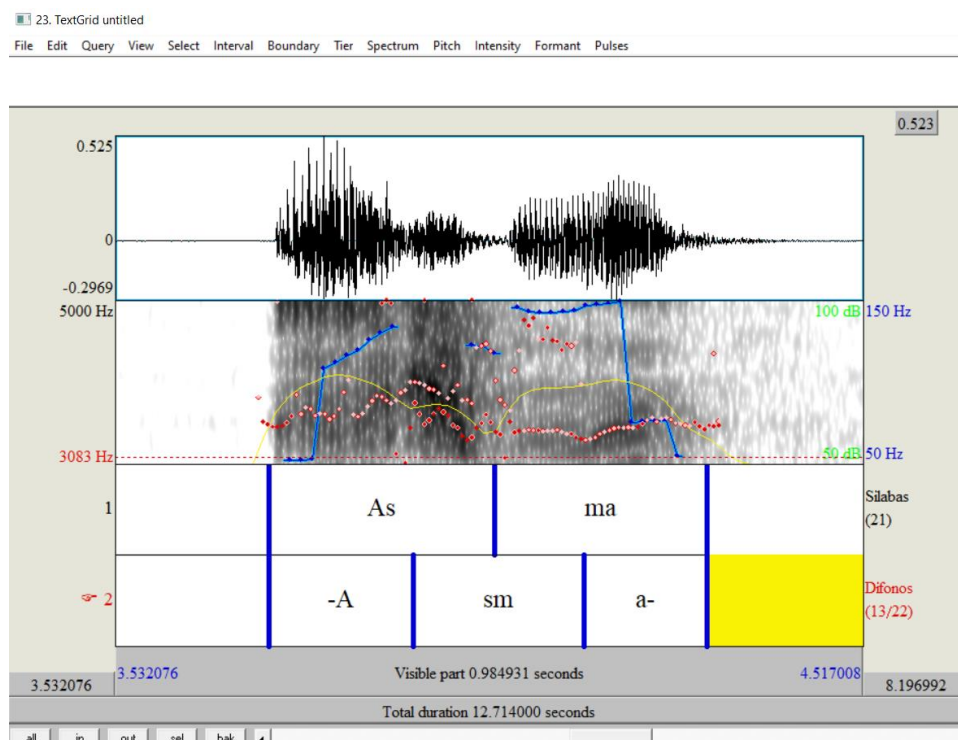 23. TextGrid untitled
File Edit Query View Select Interval Boundary Tier Spectrum Pitch Intensity Formant Pulses
0.523
0.525
0
-0.2969
5000 Hz 100 dB 150 Hz
3083 Hz 50 dB 50 Hz
1 As ma Silabas
(21)
2 -A sm a- Difonos
(13/22)
3.532076 3.532076 Visible part 0.984931 seconds 4.517008 8.196992
Total duration 12.714000 seconds
all in out sel bak